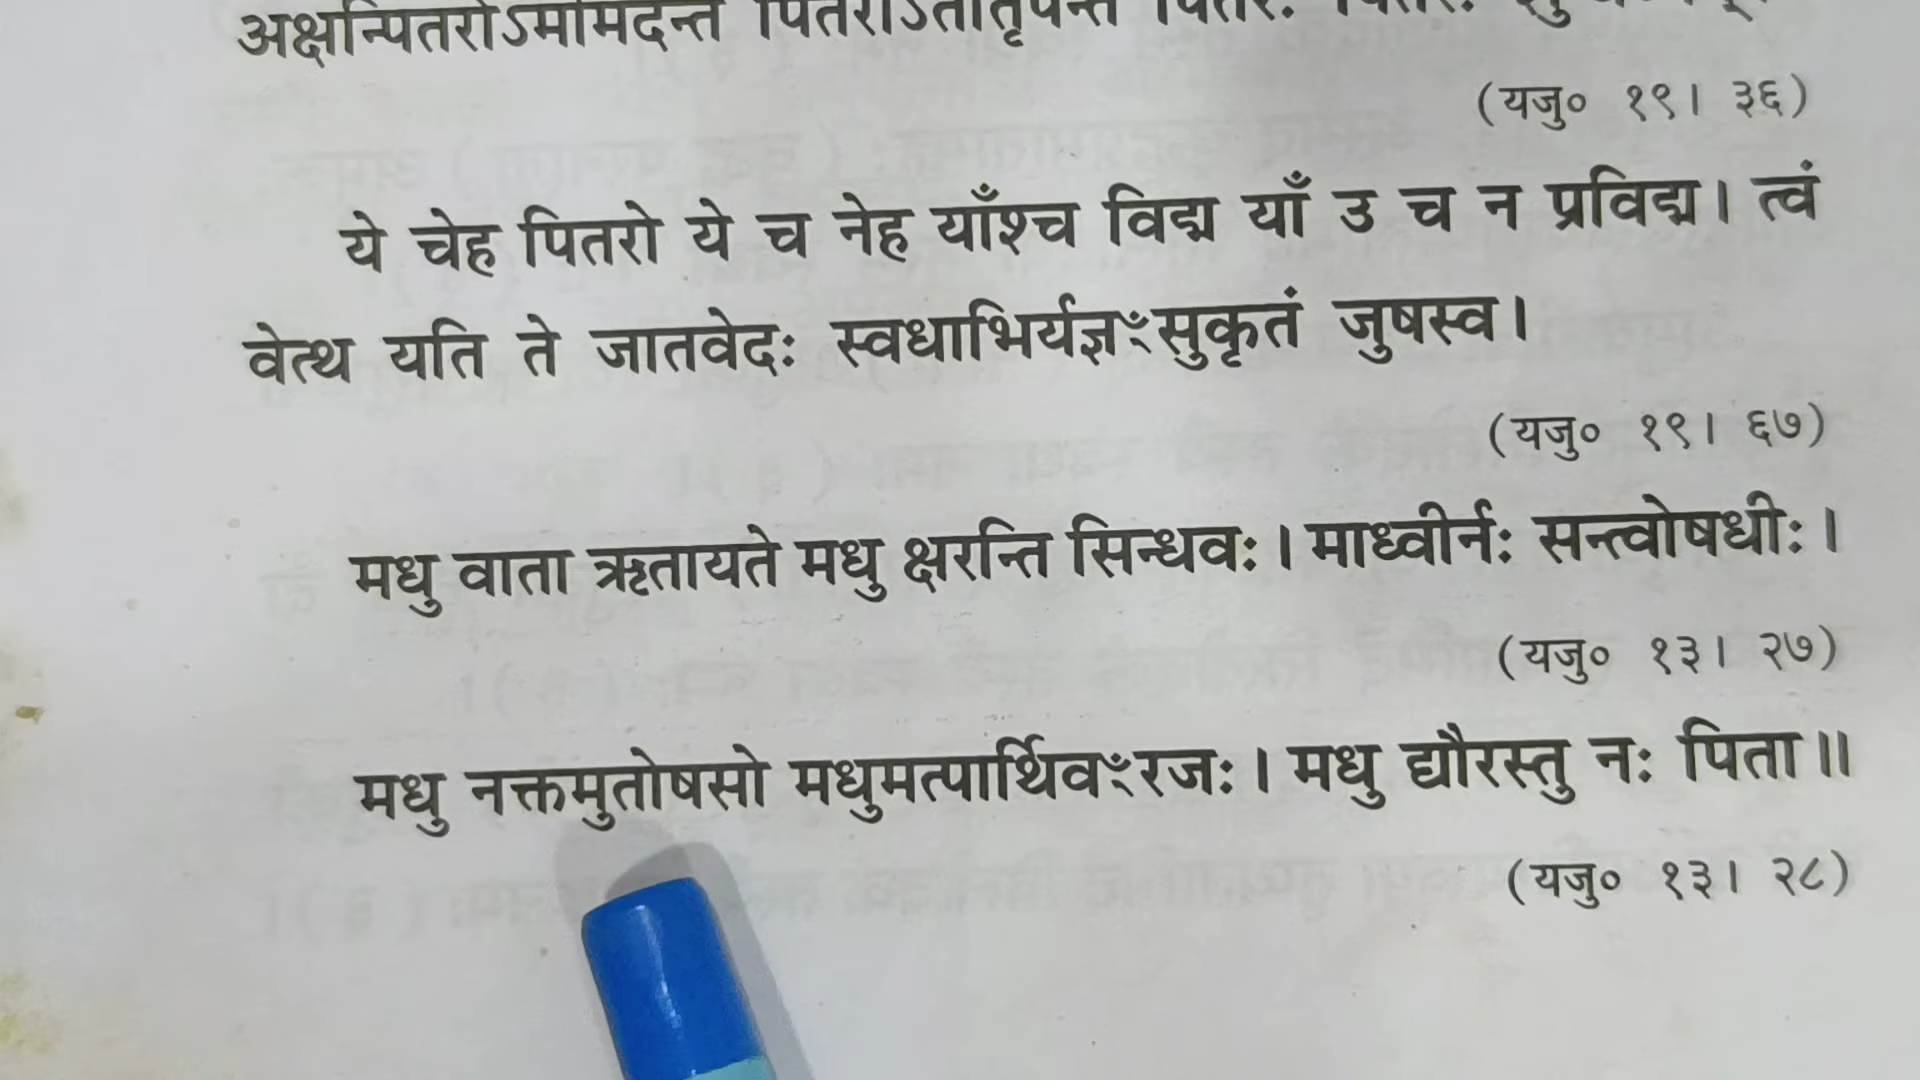 अक्षन्पितरोऽमीमदन्त पितरोऽतीतृपन्त पितरः पितरः
(यजु० १९। ३६)
ये चेह पितरो ये च नेह याँश्च विद्म याँ उ च न प्रविद्म। त्वं
वेत्थ यति ते जातवेदः स्वधाभिर्यज्ञꣳसुकृतं जुषस्व।
(यजु० १९। ६७)
मधु वाता ऋतायते मधु क्षरन्ति सिन्धवः। माध्वीर्नः सन्त्वोषधीः।
(यजु० १३। २७)
मधु नक्तमुतोषसो मधुमत्पार्थिवꣳरजः। मधु द्यौरस्तु नः पिता॥
(यजु० १३। २८)